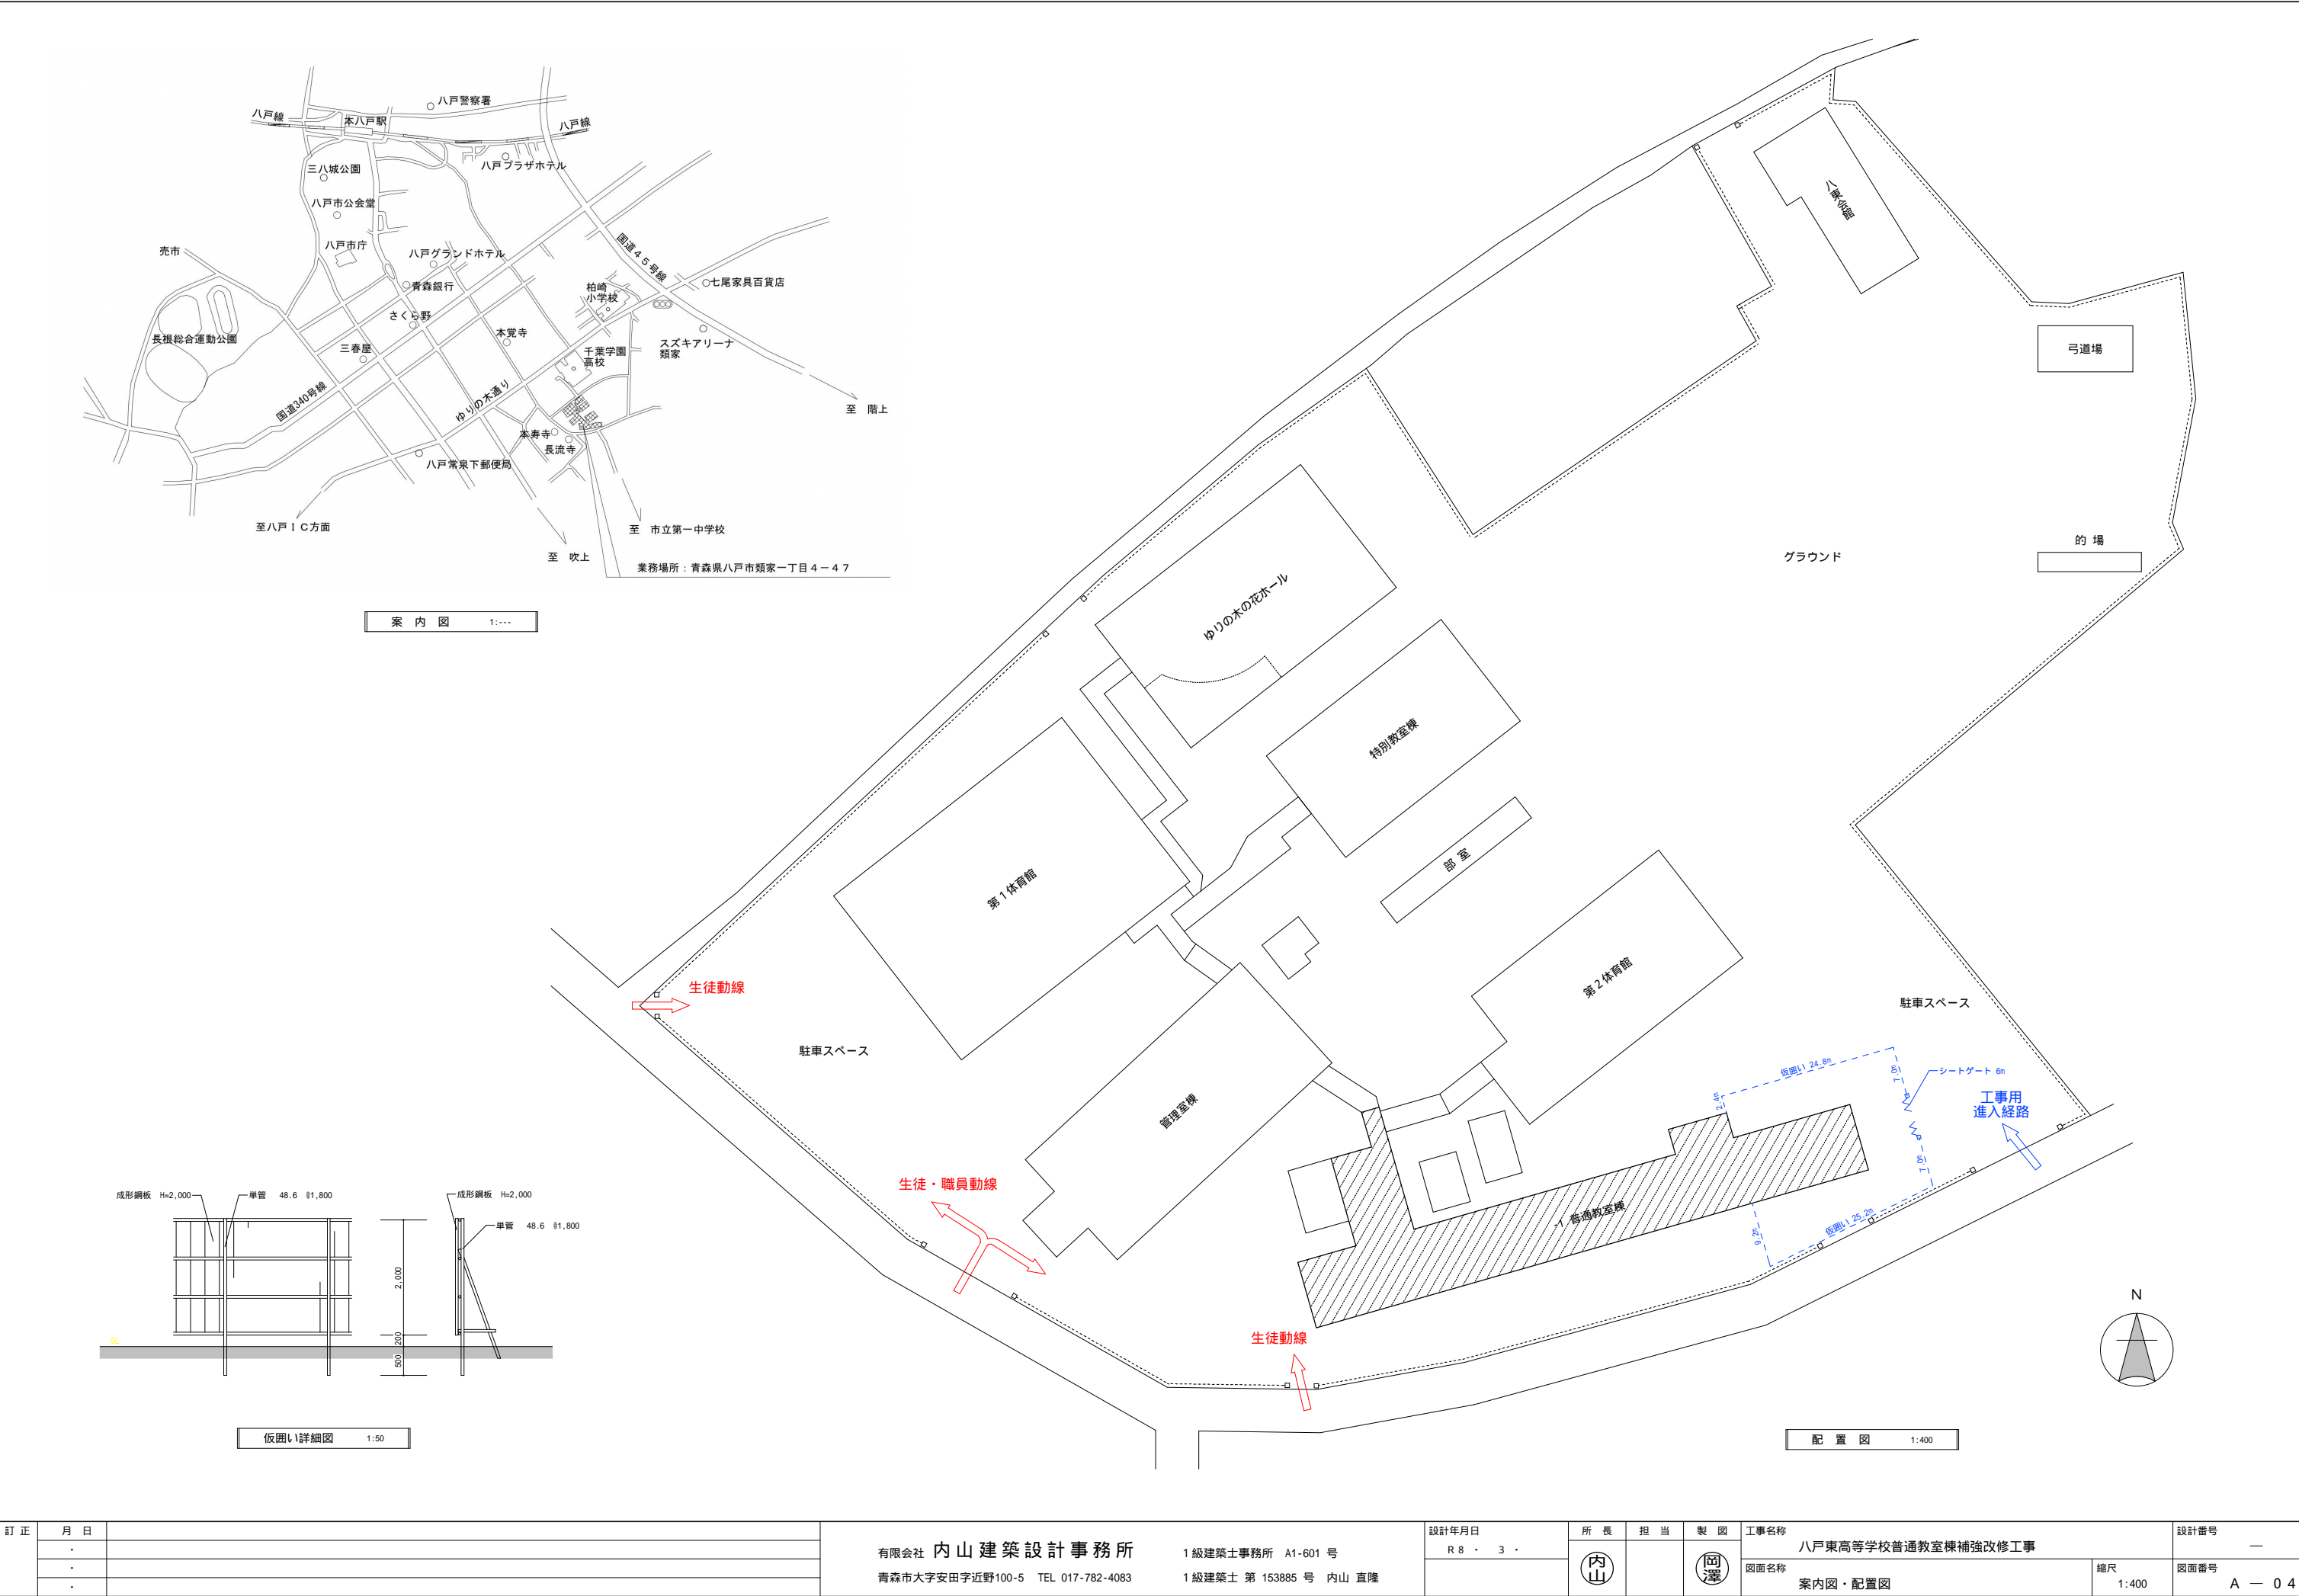 八戸警察署
八戸線
本八戸駅
八戸線
三八城公園
八戸プラザホテル
八戸市公会堂
八戸市庁
八戸グランドホテル
国道45号線
売市
青森銀行
柏崎
小学校
七尾家具百貨店
さくら野
長根総合運動公園
三春屋
本覚寺
千葉学園
高校
スズキアリーナ
類家
国道340号線
ゆりの木通り
至 階上
本寿寺
長流寺
八戸常泉下郵便局
至八戸IC方面
至 吹上
至 市立第一中学校
業務場所:青森県八戸市類家一丁目4-47
案 内 図 1:---
八東会館
弓道場
的 場
グラウンド
ゆりの木の花ホール
特別教室棟
部 室
第1体育館
第2体育館
管理室棟
-1 普通教室棟
駐車スペース
駐車スペース
生徒動線
生徒・職員動線
生徒動線
仮囲い 24.8m
2.4m
7.0m
シートゲート 6m
工事用
進入経路
7.0m
仮囲い 25.2m
9.2m
N
配 置 図 1:400
成形鋼板 H=2,000
単管 48.6 @1,800
成形鋼板 H=2,000
単管 48.6 @1,800
2,000
200
500
GL
仮囲い詳細図 1:50
訂 正
月 日
・
・
・
有限会社 内山建築設計事務所
青森市大字安田字近野100-5 TEL 017-782-4083
1級建築士事務所 A1-601 号
1級建築士 第 153885 号 内山 直隆
設計年月日
R8 ・ 3 ・
所 長
内山
担 当
製 図
岡澤
工事名称
八戸東高等学校普通教室棟補強改修工事
図面名称
案内図・配置図
縮尺
1:400
設計番号
―
図面番号
A ― 04